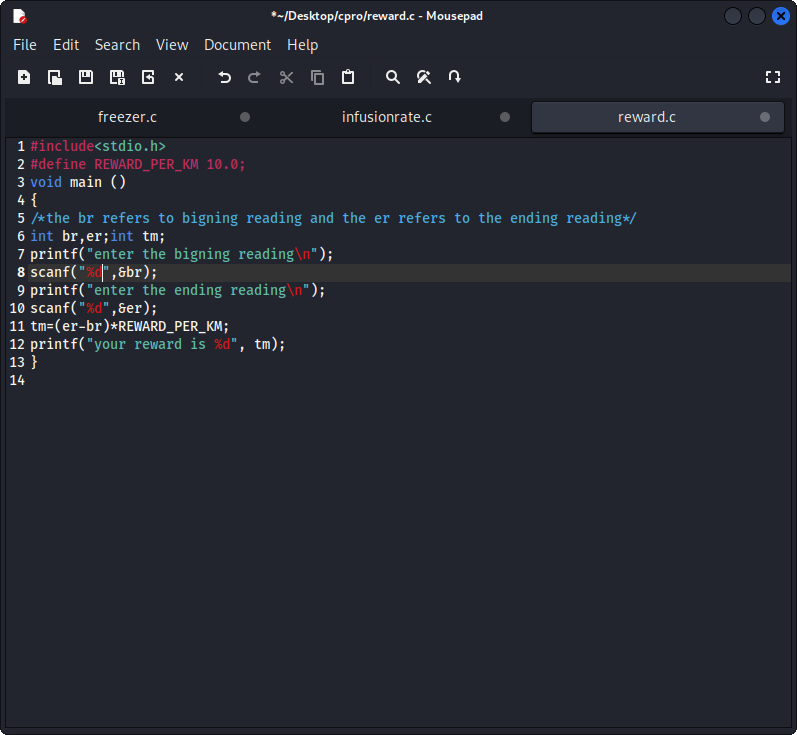 *~/Desktop/cpro/reward.c - Mousepad
File Edit Search View Document Help
freezer.c infusionrate.c reward.c
1 #include<stdio.h>
2 #define REWARD_PER_KM 10.0;
3 void main ()
4 {
5 /*the br refers to bigning reading and the er refers to the ending reading*/
6 int br,er;int tm;
7 printf("enter the bigning reading\n");
8 scanf("%d",&br);
9 printf("enter the ending reading\n");
10 scanf("%d",&er);
11 tm=(er-br)*REWARD_PER_KM;
12 printf("your reward is %d", tm);
13 }
14